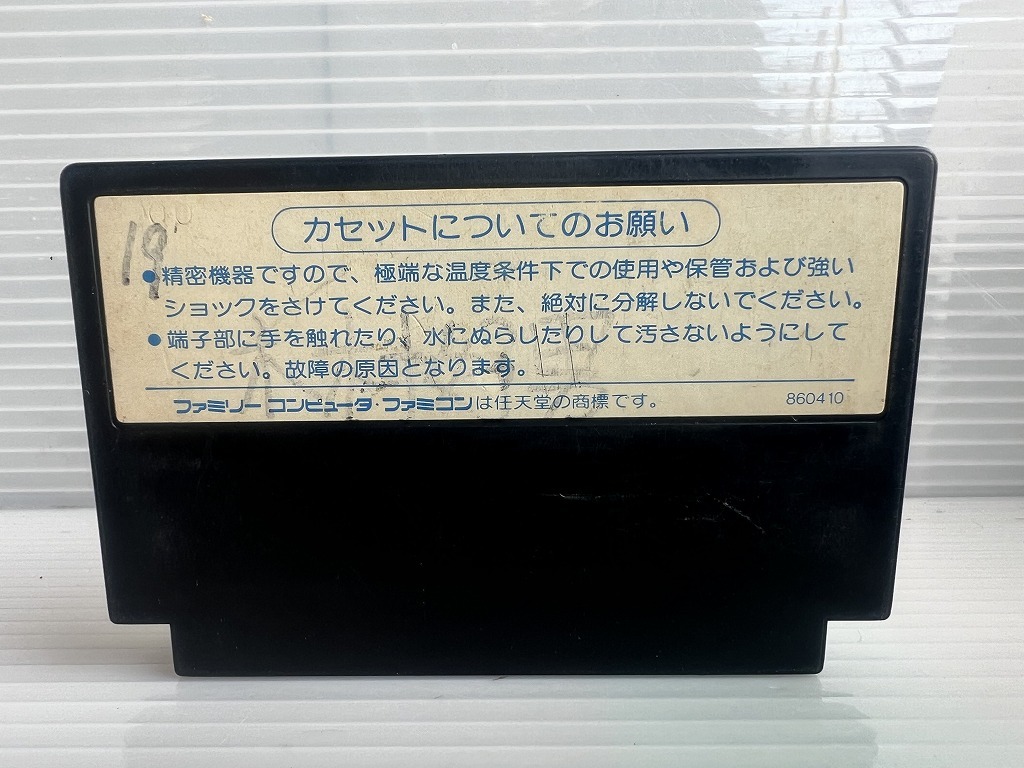 19
カセットについてのお願い
●精密機器ですので、極端な温度条件下での使用や保管および強い
ショックをさけてください。また、絶対に分解しないでください。
●端子部に手を触れたり、水にぬらしたりして汚さないようにして
ください。故障の原因となります。
ファミリーコンピュータ・ファミコンは任天堂の商標です。 860410